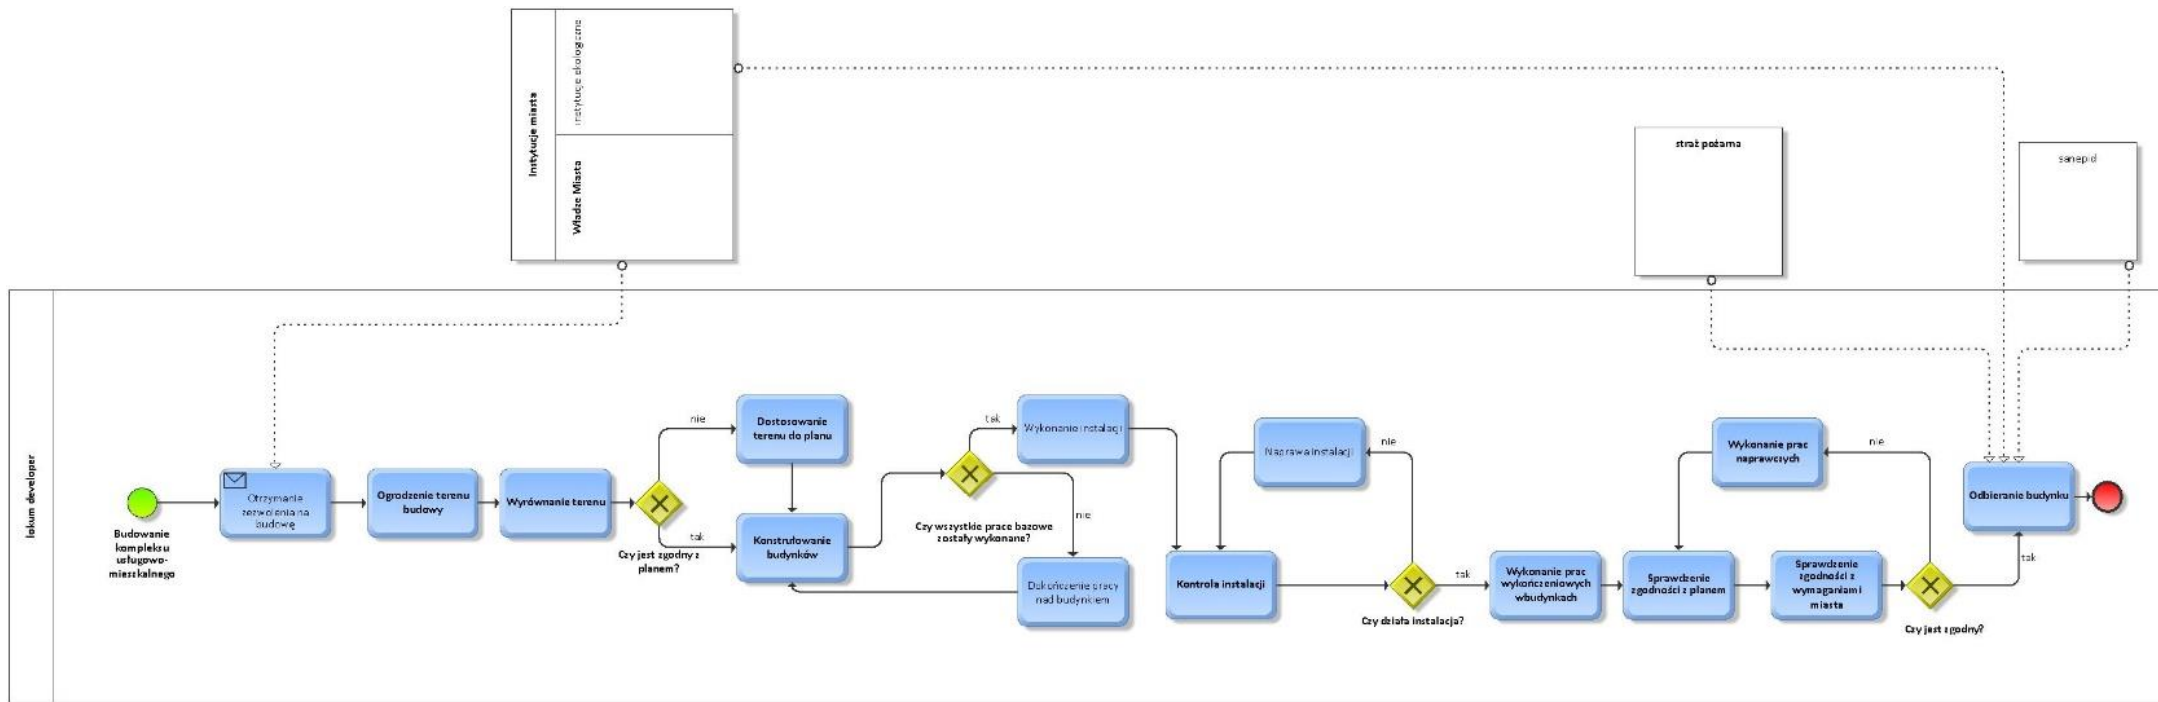 Instytucje miasta
instytucje ekologiczne
Władze Miasta
straż pożarna
sanepid
lokum developer
Budowanie
kompleksu
usługowo-
mieszkalnego
Otrzymanie
zezwolenia na
budowę
Ogrodzenie terenu
budowy
Wyrównanie terenu
Czy jest zgodny z
planem?
nie
tak
Dostosowanie
terenu do planu
Konstrułowanie
budynków
Czy wszystkie prace bazowe
zostały wykonane?
tak
nie
Wykonanie instalacji
Dokończenie pracy
nad budynkiem
Naprawa instalacji
Kontrola instalacji
nie
tak
Czy działa instalacja?
Wykonanie prac
wykończeniowych
wbudynkach
Wykonanie prac
naprawczych
Sprawdzenie
zgodności z planem
Sprawdzenie
zgodności z
wymaganiami
miasta
nie
tak
Czy jest zgodny?
Odbieranie budynku